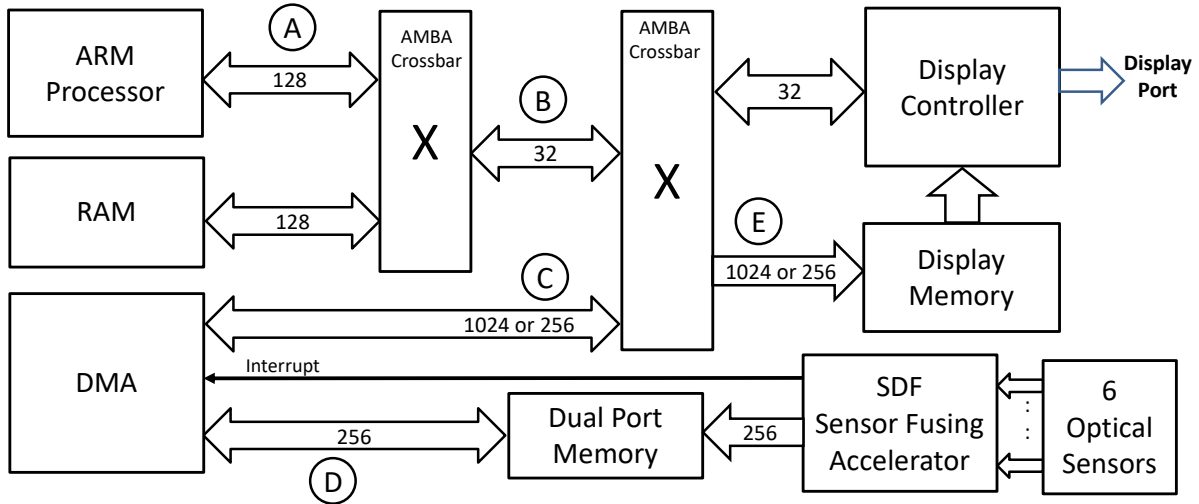 A
ARM
Processor
128
AMBA
Crossbar
X
B
32
AMBA
Crossbar
X
32
Display
Controller
Display
Port
RAM
128
E
1024 or 256
Display
Memory
C
1024 or 256
DMA
Interrupt
256
D
Dual Port
Memory
256
SDF
Sensor Fusing
Accelerator
6
Optical
Sensors